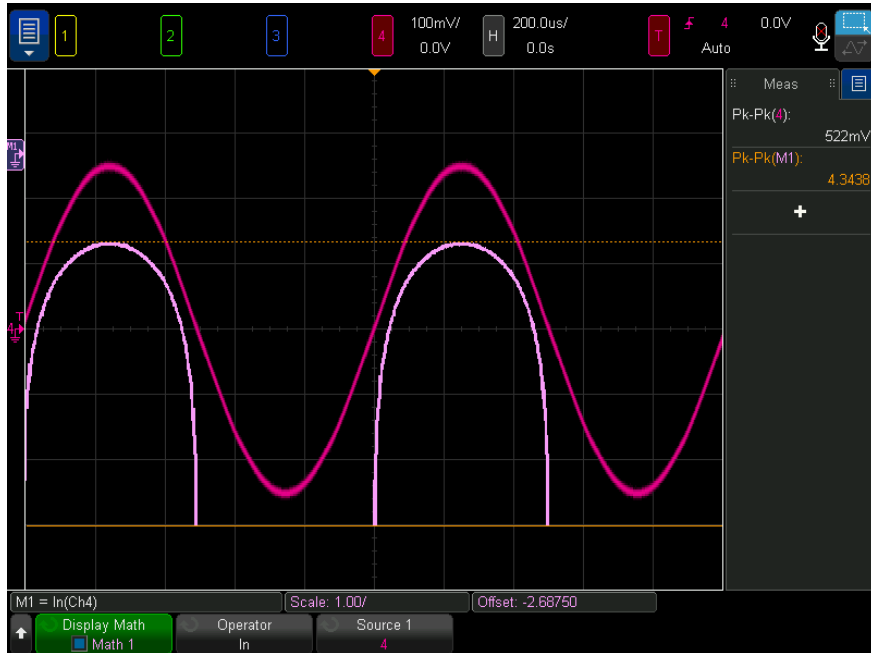 1
2
3
4
100mV/
0.0V
H
200.0us/
0.0s
T
4
0.0V
Auto
Meas
Pk-Pk(4):
522mV
Pk-Pk(M1):
4.3438
+
M1
T
4
M1 = ln(Ch4)
Scale: 1.00/
Offset: -2.68750
Display Math
Math 1
Operator
ln
Source 1
4